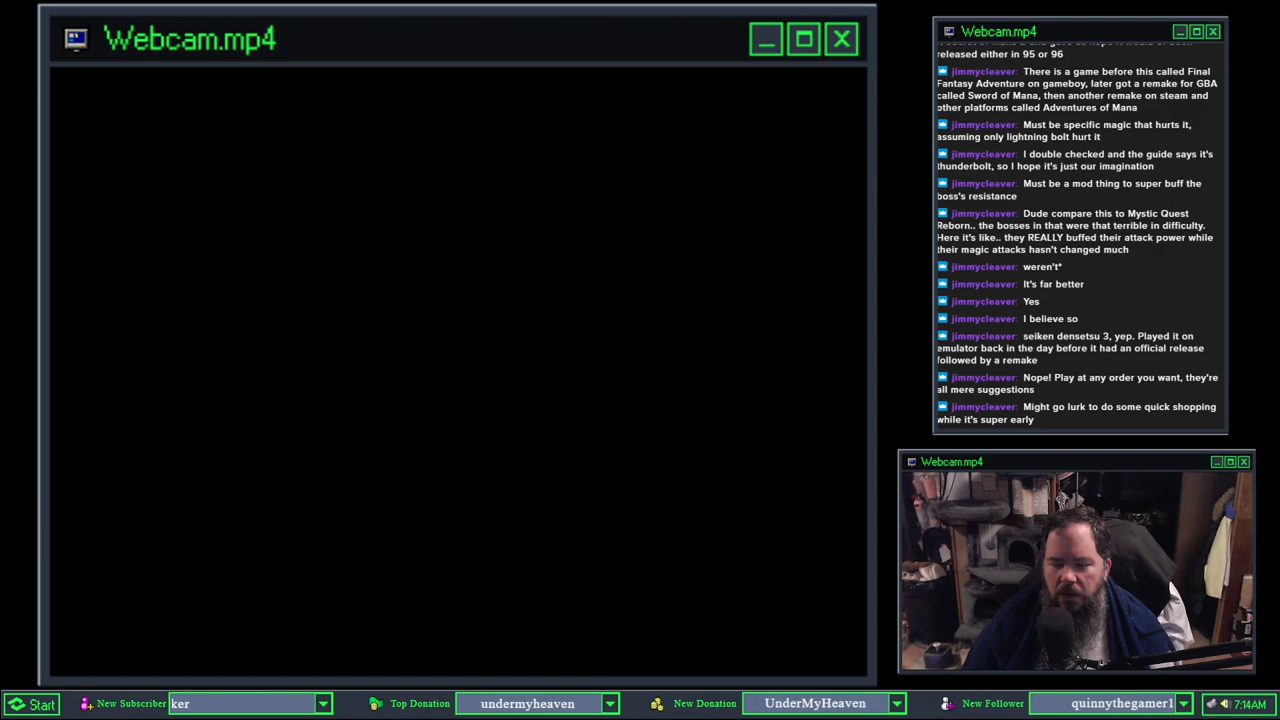 Webcam.mp4
Webcam.mp4
released either in 95 or 96
jimmycleaver: There is a game before this called Final
Fantasy Adventure on gameboy, later got a remake for GBA
called Sword of Mana, then another remake on steam and
other platforms called Adventures of Mana
jimmycleaver: Must be specific magic that hurts it,
assuming only lightning bolt hurt it
jimmycleaver: I double checked and the guide says it's
thunderbolt, so I hope it's just our imagination
jimmycleaver: Must be a mod thing to super buff the
boss's resistance
jimmycleaver: Dude compare this to Mystic Quest
Reborn.. the bosses in that were that terrible in difficulty.
Here it's like.. they REALLY buffed their attack power while
their magic attacks hasn't changed much
jimmycleaver: weren't*
jimmycleaver: It's far better
jimmycleaver: Yes
jimmycleaver: I believe so
jimmycleaver: seiken densetsu 3, yep. Played it on
emulator back in the day before it had an official release
followed by a remake
jimmycleaver: Nope! Play at any order you want, they're
all mere suggestions
jimmycleaver: Might go lurk to do some quick shopping
while it's super early
Webcam.mp4
Start New Subscriber ker Top Donation undermyheaven New Donation UnderMyHeaven New Follower quinnythegamer1 7:14AM